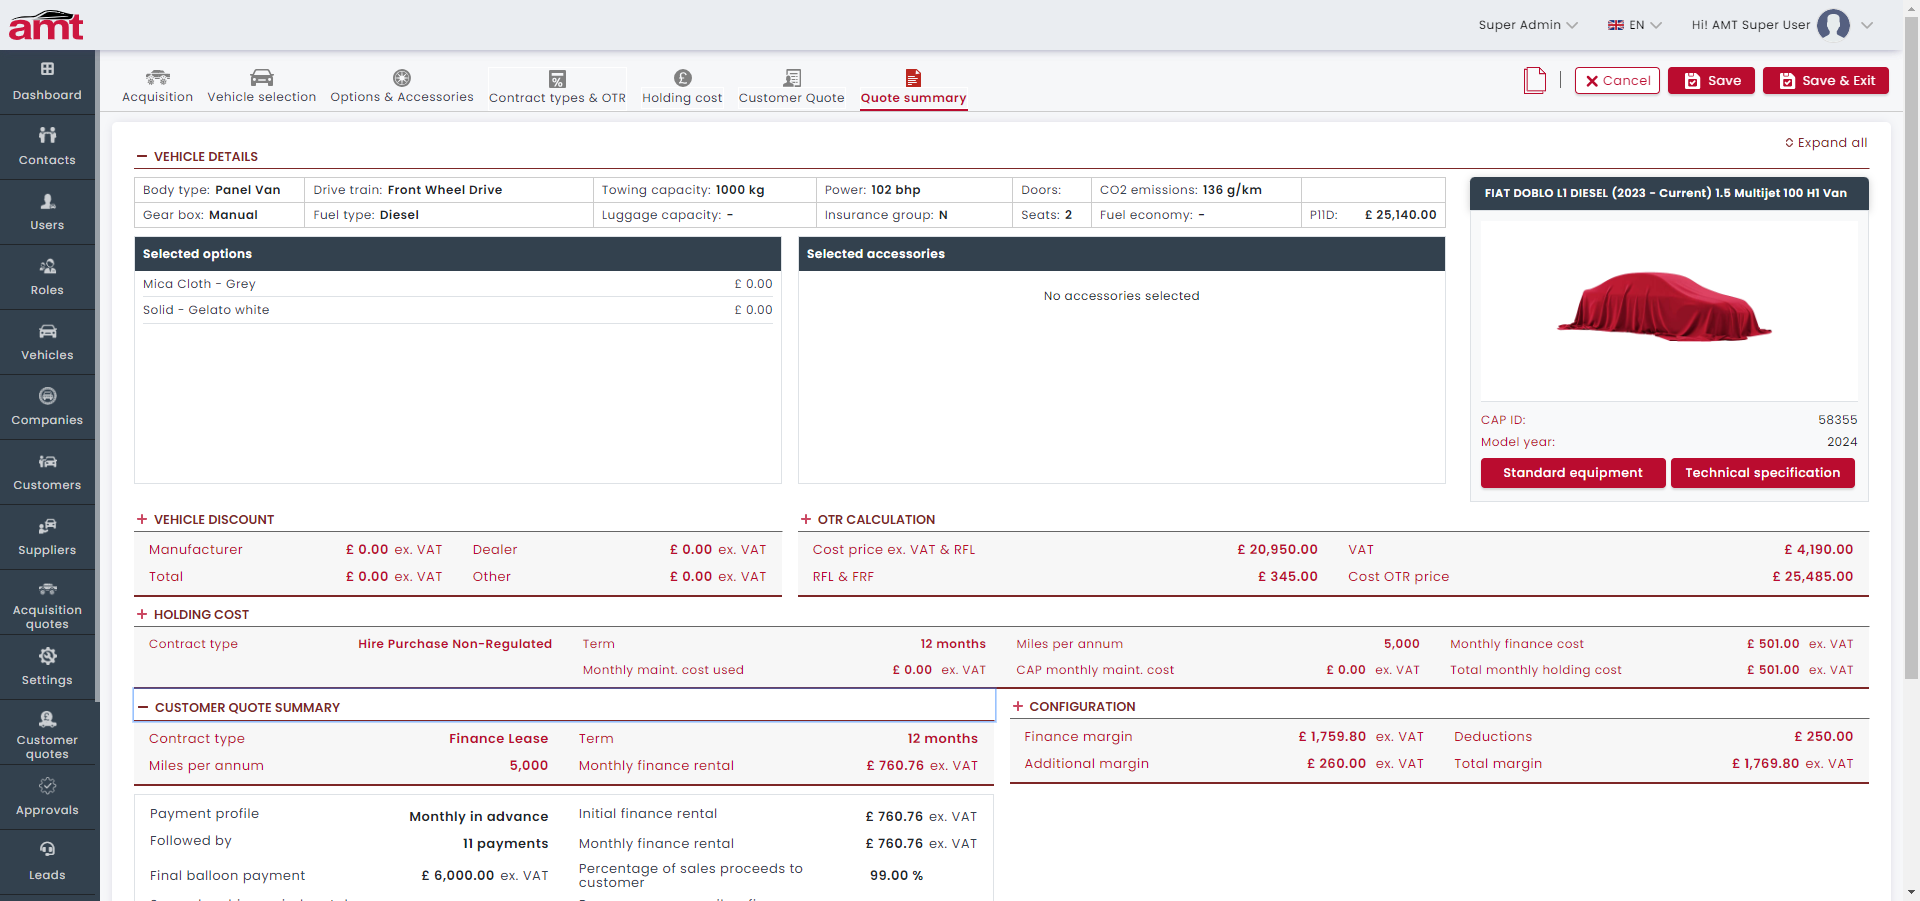 amt
Super Admin
EN
Hi! AMT Super User
Dashboard
Contacts
Users
Roles
Vehicles
Companies
Customers
Suppliers
Acquisition
quotes
Settings
Customer
quotes
Approvals
Leads
Acquisition
Vehicle selection
Options & Accessories
Contract types & OTR
Holding cost
Customer Quote
Quote summary
Cancel
Save
Save & Exit
Expand all
VEHICLE DETAILS
Body type: Panel Van
Drive train: Front Wheel Drive
Towing capacity: 1000 kg
Power: 102 bhp
Doors:
CO2 emissions: 136 g/km
Gear box: Manual
Fuel type: Diesel
Luggage capacity: -
Insurance group: N
Seats: 2
Fuel economy: -
P11D: £ 25,140.00
Selected options
Mica Cloth - Grey £ 0.00
Solid - Gelato white £ 0.00
Selected accessories
No accessories selected
FIAT DOBLO L1 DIESEL (2023 - Current) 1.5 Multijet 100 H1 Van
CAP ID: 58355
Model year: 2024
Standard equipment
Technical specification
VEHICLE DISCOUNT
Manufacturer £ 0.00 ex. VAT Dealer £ 0.00 ex. VAT
Total £ 0.00 ex. VAT Other £ 0.00 ex. VAT
OTR CALCULATION
Cost price ex. VAT & RFL £ 20,950.00 VAT £ 4,190.00
RFL & FRF £ 345.00 Cost OTR price £ 25,485.00
HOLDING COST
Contract type Hire Purchase Non-Regulated Term 12 months Miles per annum 5,000 Monthly finance cost £ 501.00 ex. VAT
Monthly maint. cost used £ 0.00 ex. VAT CAP monthly maint. cost £ 0.00 ex. VAT Total monthly holding cost £ 501.00 ex. VAT
CUSTOMER QUOTE SUMMARY
Contract type Finance Lease Term 12 months
Miles per annum 5,000 Monthly finance rental £ 760.76 ex. VAT
CONFIGURATION
Finance margin £ 1,759.80 ex. VAT Deductions £ 250.00
Additional margin £ 260.00 ex. VAT Total margin £ 1,769.80 ex. VAT
Payment profile Monthly in advance Initial finance rental £ 760.76 ex. VAT
Followed by 11 payments Monthly finance rental £ 760.76 ex. VAT
Final balloon payment £ 6,000.00 ex. VAT Percentage of sales proceeds to
customer 99.00 %